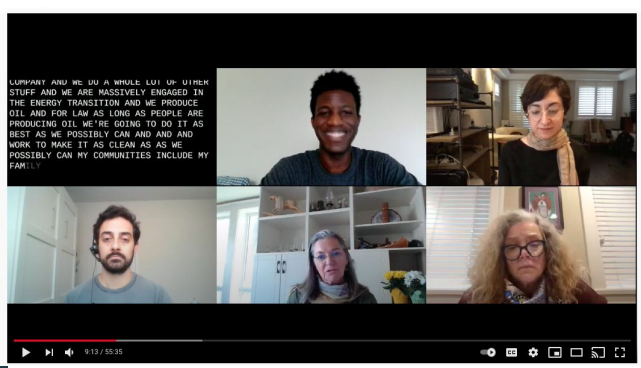 COMPANY AND WE DO A WHOLE LOT OF OTHER
STUFF AND WE ARE MASSIVELY ENGAGED IN
THE ENERGY TRANSITION AND WE PRODUCE
OIL AND FOR LAW AS LONG AS PEOPLE ARE
PRODUCING OIL WE'RE GOING TO DO IT AS
BEST AS WE POSSIBLY CAN AND AND AND
WORK TO MAKE IT AS CLEAN AS AS WE
POSSIBLY CAN MY COMMUNITIES INCLUDE MY
FAMILY
9:13 / 55:35
CC